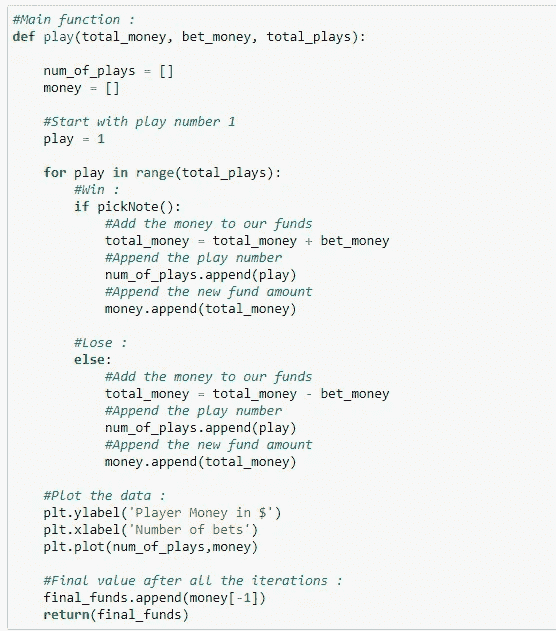 #Main function :
def play(total_money, bet_money, total_plays):

    num_of_plays = []
    money = []

    #Start with play number 1
    play = 1

    for play in range(total_plays):
        #Win :
        if pickNote():
            #Add the money to our funds
            total_money = total_money + bet_money
            #Append the play number
            num_of_plays.append(play)
            #Append the new fund amount
            money.append(total_money)

        #Lose :
        else:
            #Add the money to our funds
            total_money = total_money - bet_money
            #Append the play number
            num_of_plays.append(play)
            #Append the new fund amount
            money.append(total_money)

    #Plot the data :
    plt.ylabel('Player Money in $')
    plt.xlabel('Number of bets')
    plt.plot(num_of_plays,money)

    #Final value after all the iterations :
    final_funds.append(money[-1])
    return(final_funds)